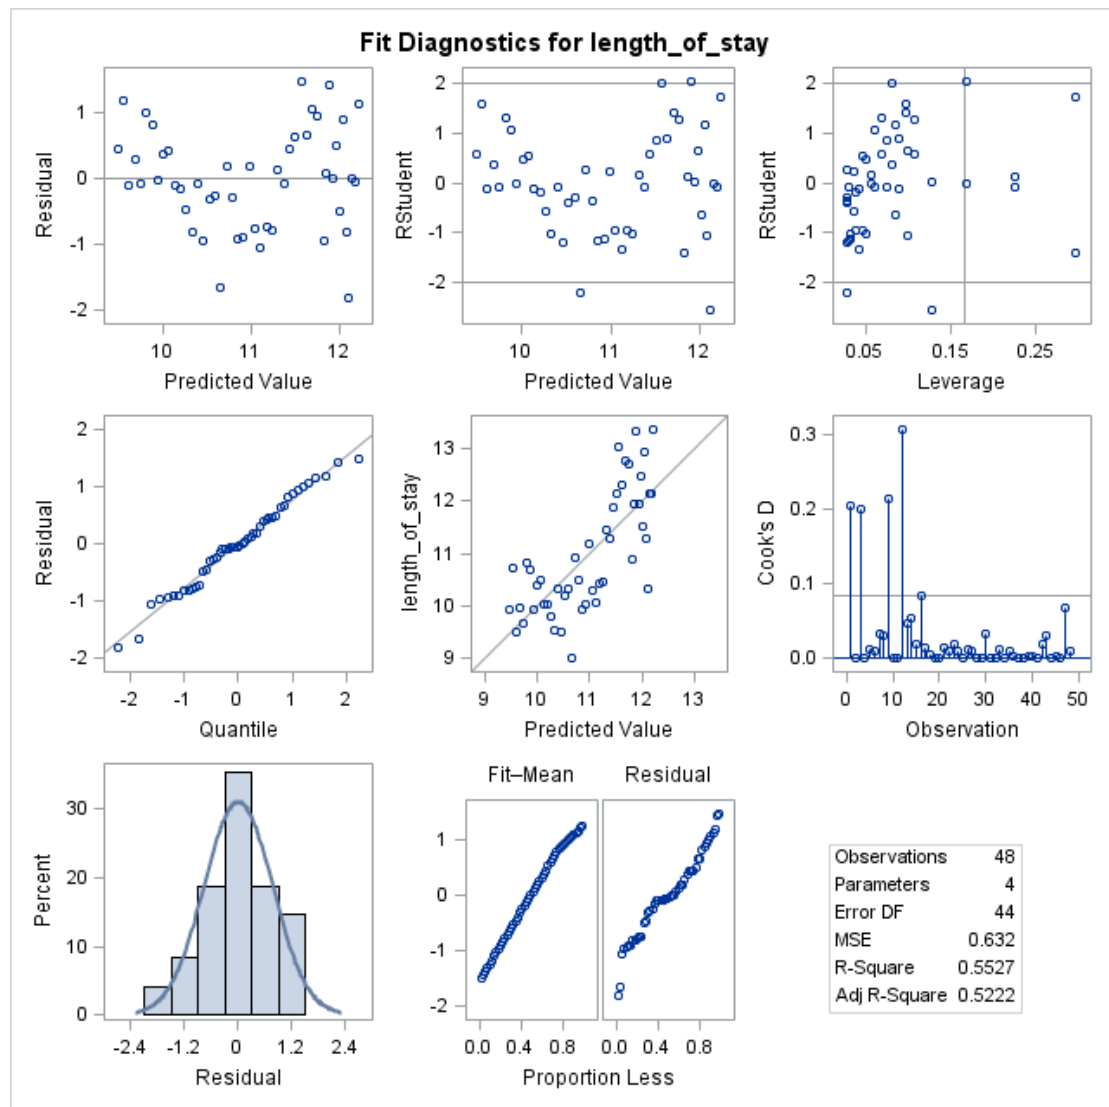 Fit Diagnostics for length_of_stay
Residual
1
0
-1
-2
10 11 12
Predicted Value
RStudent
2
1
0
-1
-2
10 11 12
Predicted Value
RStudent
2
1
0
-1
-2
0.05 0.15 0.25
Leverage
Residual
2
1
0
-1
-2
-2 -1 0 1 2
Quantile
length_of_stay
13
12
11
10
9
9 10 11 12 13
Predicted Value
Cook's D
0.3
0.2
0.1
0.0
0 10 20 30 40 50
Observation
Percent
30
20
10
0
-2.4 -1.2 0 1.2 2.4
Residual
Fit–Mean Residual
1
0
-1
-2
0.0 0.4 0.8 0.0 0.4 0.8
Proportion Less
Observations 48
Parameters 4
Error DF 44
MSE 0.632
R-Square 0.5527
Adj R-Square 0.5222